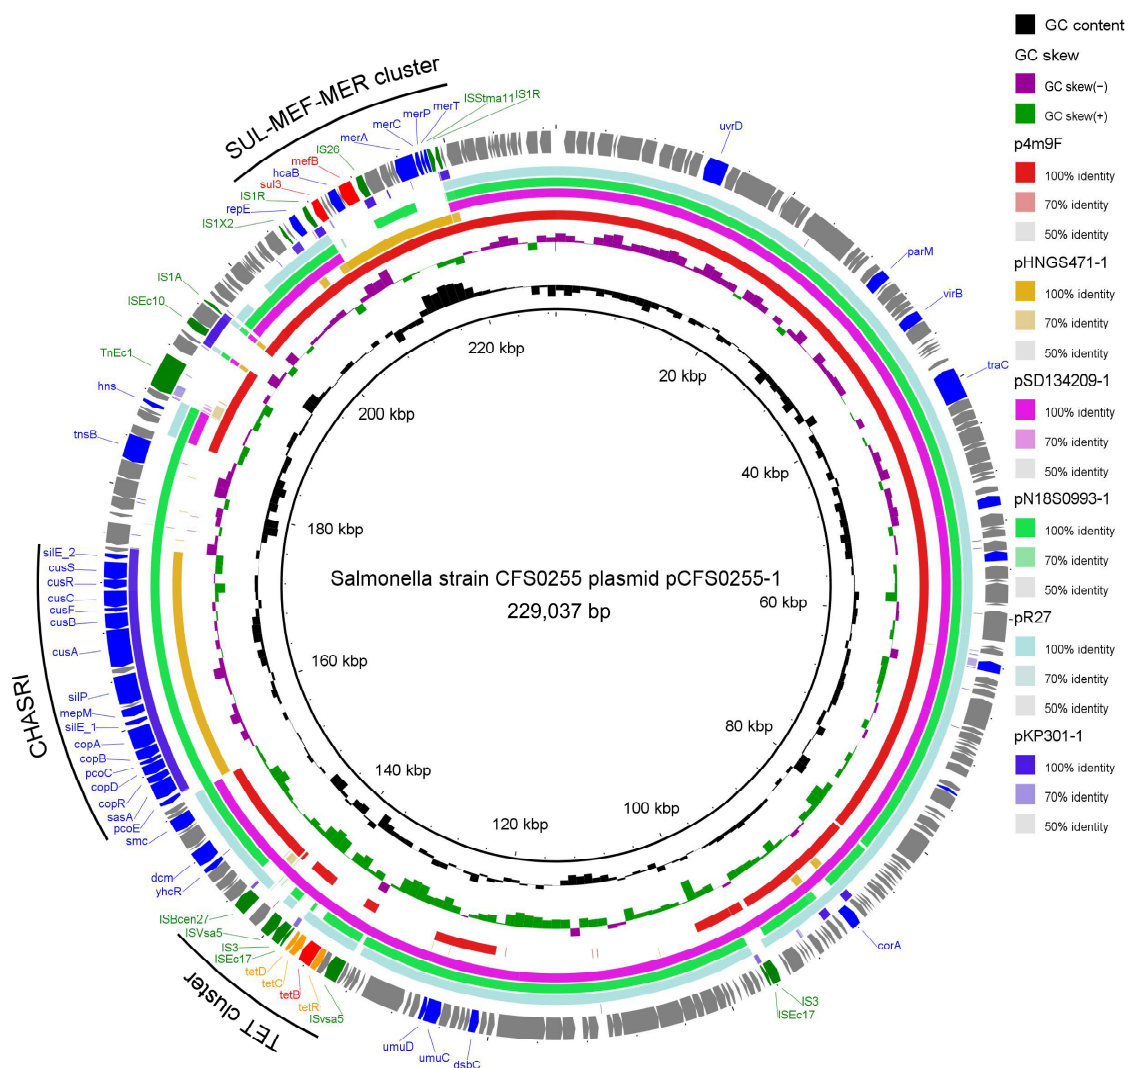 GC content
GC skew
GC skew(−)
GC skew(+)
p4m9F
100% identity
70% identity
50% identity
pHNGS471-1
100% identity
70% identity
50% identity
pSD134209-1
100% identity
70% identity
50% identity
pN18S0993-1
100% identity
70% identity
50% identity
pR27
100% identity
70% identity
50% identity
pKP301-1
100% identity
70% identity
50% identity
SUL-MEF-MER cluster
ISStma11
IS1R
merT
merP
merC
merA
IS26
mefB
hcaB
sul3
IS1R
repE
IS1X2
IS1A
ISEc10
TnEc1
hns
tnsB
CHASRI
silE_2
cusS
cusR
cusC
cusF
cusB
cusA
silP
mepM
silE_1
copA
copB
pcoC
copD
copR
sasA
pcoE
smc
dcm
yhcR
ISBcen27
ISVsa5
IS3
ISEc17
tetD
tetC
tetB
tetR
ISvsa5
TET cluster
umuD
umuC
dsbC
ISEc17
IS3
corA
traC
virB
parM
uvrD
220 kbp
20 kbp
200 kbp
40 kbp
180 kbp
60 kbp
160 kbp
80 kbp
140 kbp
100 kbp
120 kbp
Salmonella strain CFS0255 plasmid pCFS0255-1
229,037 bp